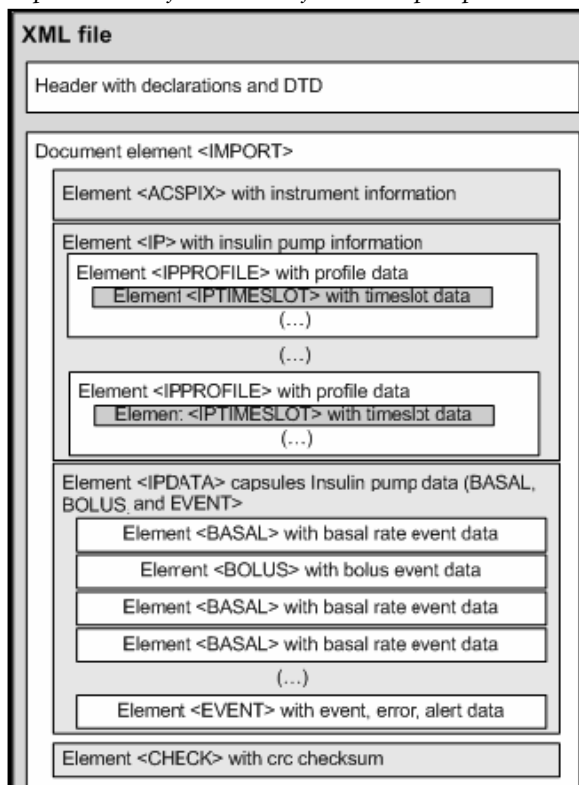 XML file
Header with declarations and DTD
Document element <IMPORT>
Element <ACSPIX> with instrument information
Element <IP> with insulin pump information
Element <IPPROFILE> with profile data
Element <IPTIMESLOT> with timeslot data
(...)
(...)
Element <IPPROFILE> with profile data
Element <IPTIMESLOT> with timeslot data
(...)
Element <IPDATA> capsules Insulin pump data (BASAL,
BOLUS, and EVENT>
Element <BASAL> with basal rate event data
Element <BOLUS> with bolus event data
Element <BASAL> with basal rate event data
Element <BASAL> with basal rate event data
(...)
Element <EVENT> with event, error, alert data
Element <CHECK> with crc checksum